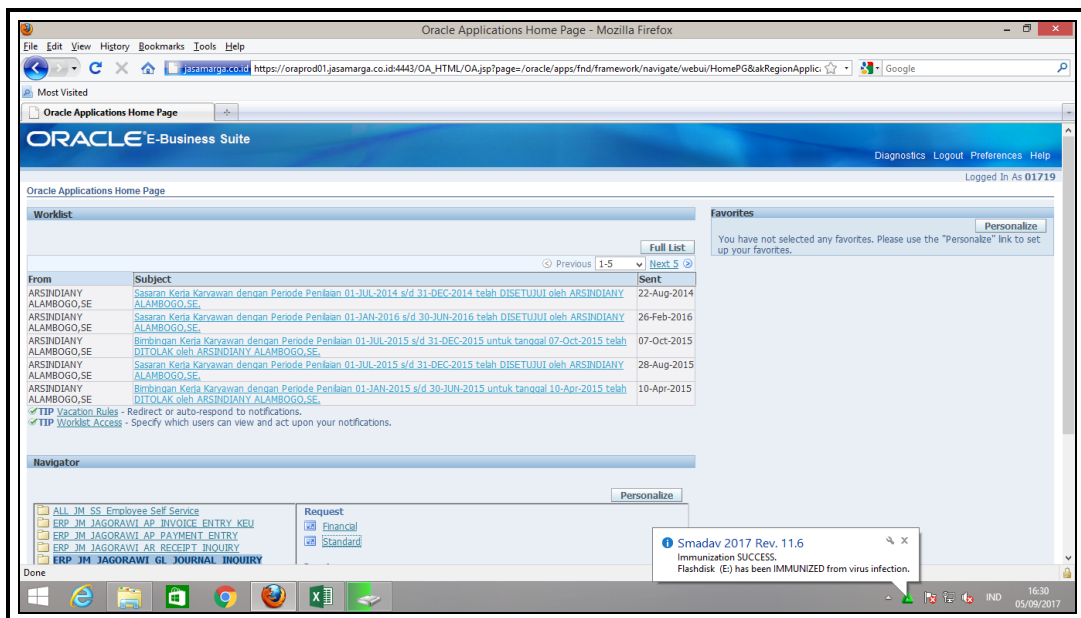 Oracle Applications Home Page - Mozilla Firefox
File Edit View History Bookmarks Tools Help
jasamarga.co.id https://oraprod01.jasamarga.co.id:4443/OA_HTML/OA.jsp?page=/oracle/apps/fnd/framework/navigate/webui/HomePG&akRegionApplic
Google
Most Visited
Oracle Applications Home Page
ORACLE E-Business Suite
Diagnostics Logout Preferences Help
Logged In As 01719
Oracle Applications Home Page
Worklist
Full List
Previous 1-5 Next 5
From Subject Sent
ARSINDIANY Sasaran Kerja Karyawan dengan Periode Penilaian 01-JUL-2014 s/d 31-DEC-2014 telah DISETUJUI oleh ARSINDIANY 22-Aug-2014
ALAMBOGO,SE ALAMBOGO,SE.
ARSINDIANY Sasaran Kerja Karyawan dengan Periode Penilaian 01-JAN-2016 s/d 30-JUN-2016 telah DISETUJUI oleh ARSINDIANY 26-Feb-2016
ALAMBOGO,SE ALAMBOGO,SE.
ARSINDIANY Bimbingan Kerja Karyawan dengan Periode Penilaian 01-JUL-2015 s/d 31-DEC-2015 untuk tanggal 07-Oct-2015 telah 07-Oct-2015
ALAMBOGO,SE DITOLAK oleh ARSINDIANY ALAMBOGO,SE.
ARSINDIANY Sasaran Kerja Karyawan dengan Periode Penilaian 01-JUL-2015 s/d 31-DEC-2015 telah DISETUJUI oleh ARSINDIANY 28-Aug-2015
ALAMBOGO,SE ALAMBOGO,SE.
ARSINDIANY Bimbingan Kerja Karyawan dengan Periode Penilaian 01-JAN-2015 s/d 30-JUN-2015 untuk tanggal 10-Apr-2015 telah 10-Apr-2015
ALAMBOGO,SE DITOLAK oleh ARSINDIANY ALAMBOGO,SE.
TIP Vacation Rules - Redirect or auto-respond to notifications.
TIP Worklist Access - Specify which users can view and act upon your notifications.
Favorites
Personalize
You have not selected any favorites. Please use the "Personalize" link to set
up your favorites.
Navigator
Personalize
ALL JM SS Employee Self Service
ERP JM JAGORAWI AP INVOICE ENTRY KEU
ERP JM JAGORAWI AP PAYMENT ENTRY
ERP JM JAGORAWI AR RECEIPT INQUIRY
ERP JM JAGORAWI GL JOURNAL INQUIRY
Request
Financial
Standard
Smadav 2017 Rev. 11.6
Immunization SUCCESS.
Flashdisk (E:) has been IMMUNIZED from virus infection.
Done
IND
16:30
05/09/2017